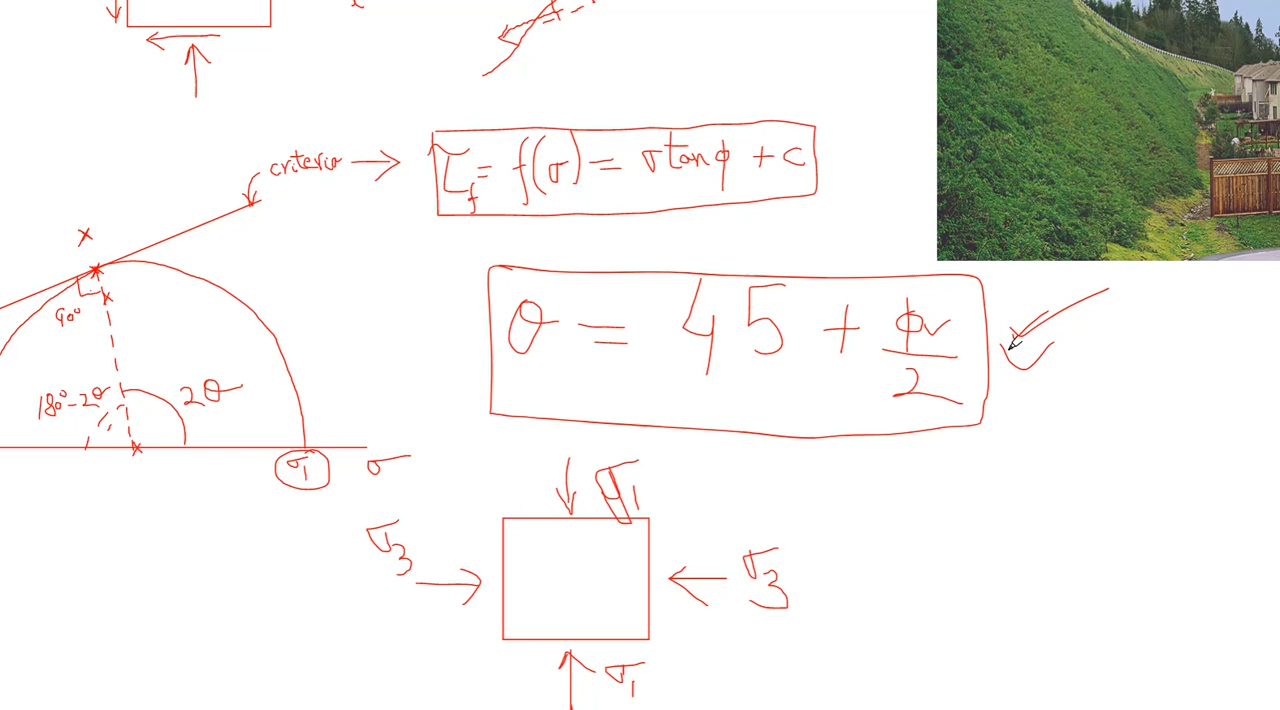 criteria → τf = f(σ) = σ tan ϕ + c
90°
θ = 45 + ϕ/2
180° - 2θ
2θ
σ1
σ
σ1
σ3
σ3
σ1